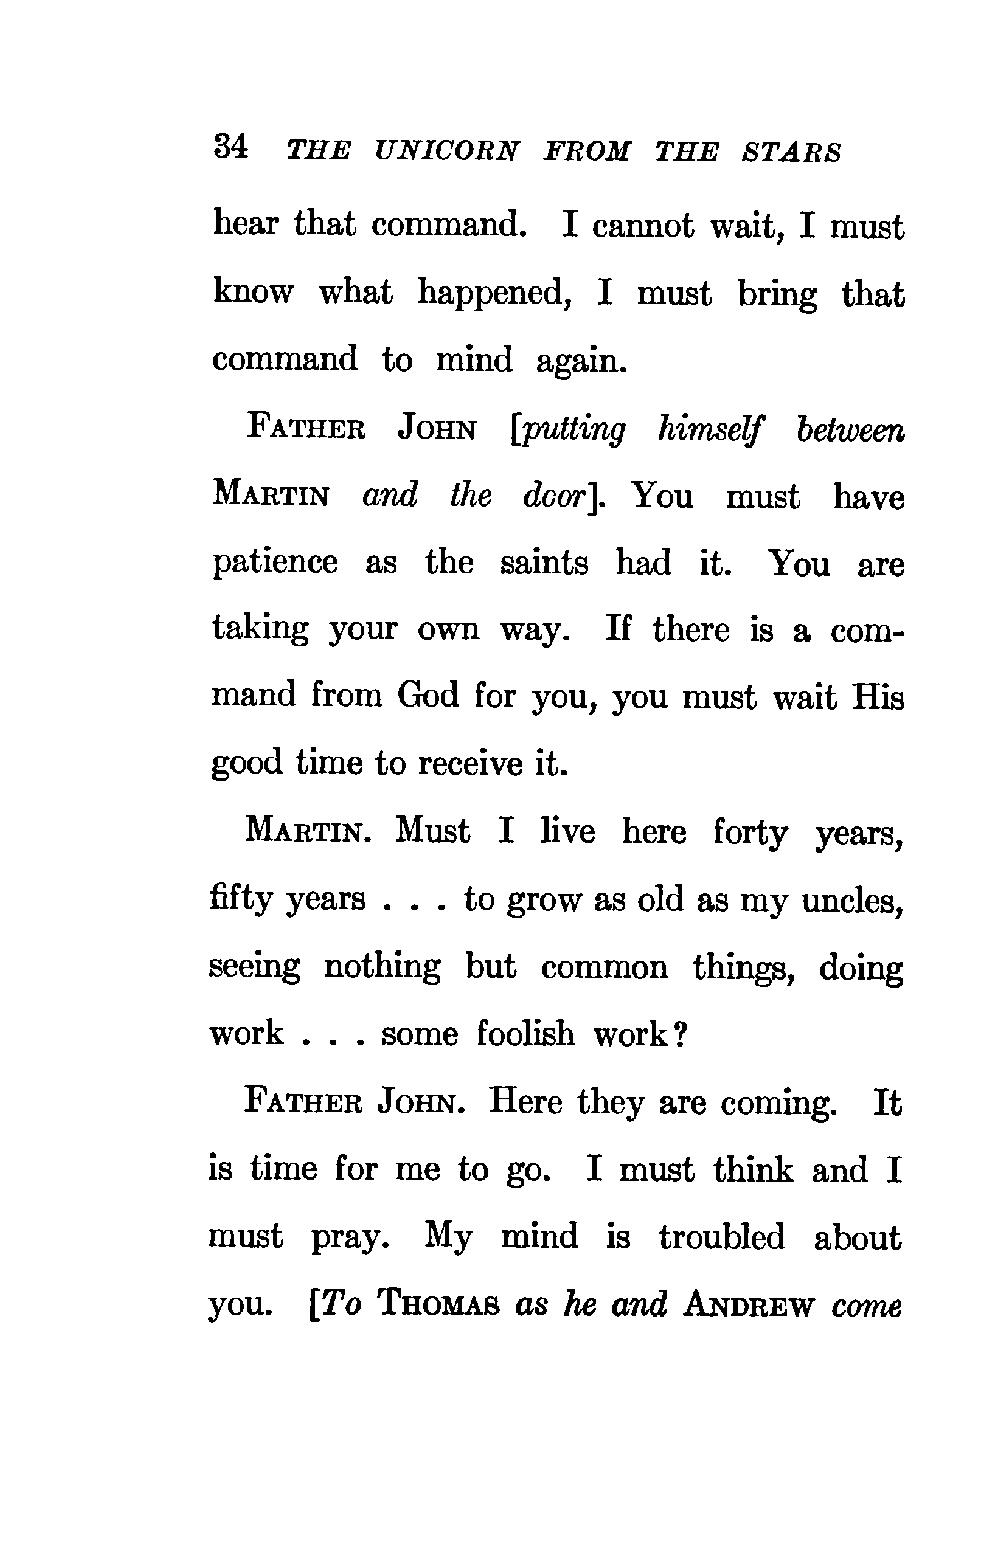 34 THE UNICORN FROM THE STARS
hear that command. I cannot wait, I must
know what happened, I must bring that
command to mind again.
FATHER JOHN [putting himself between
MARTIN and the door]. You must have
patience as the saints had it. You are
taking your own way. If there is a com-
mand from God for you, you must wait His
good time to receive it.
MARTIN. Must I live here forty years,
fifty years . . . to grow as old as my uncles,
seeing nothing but common things, doing
work . . . some foolish work?
FATHER JOHN. Here they are coming. It
is time for me to go. I must think and I
must pray. My mind is troubled about
you. [To THOMAS as he and ANDREW come